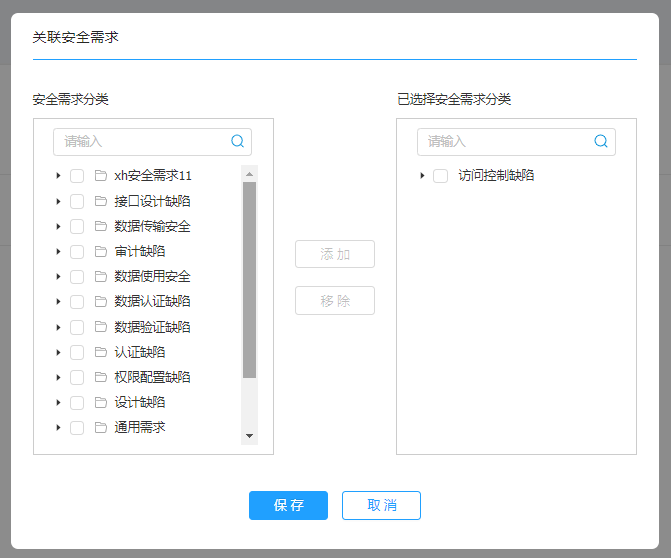 关联安全需求
安全需求分类
请输入
xh安全需求11
接口设计缺陷
数据传输安全
审计缺陷
数据使用安全
数据认证缺陷
数据验证缺陷
认证缺陷
权限配置缺陷
设计缺陷
通用需求
添加
移除
已选择安全需求分类
请输入
访问控制缺陷
保存
取消